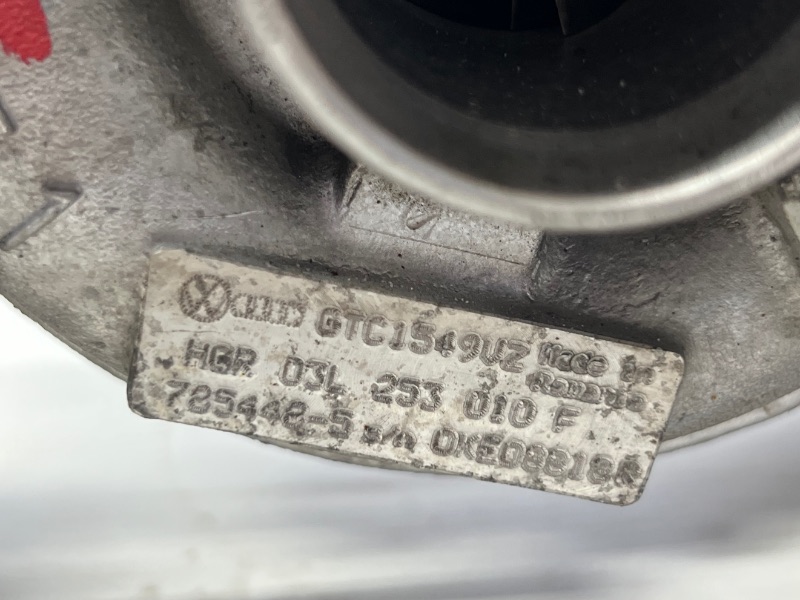 GTC1549VZ Made in
Romania
HGR 03L 253 010 F
785448-5 s/n